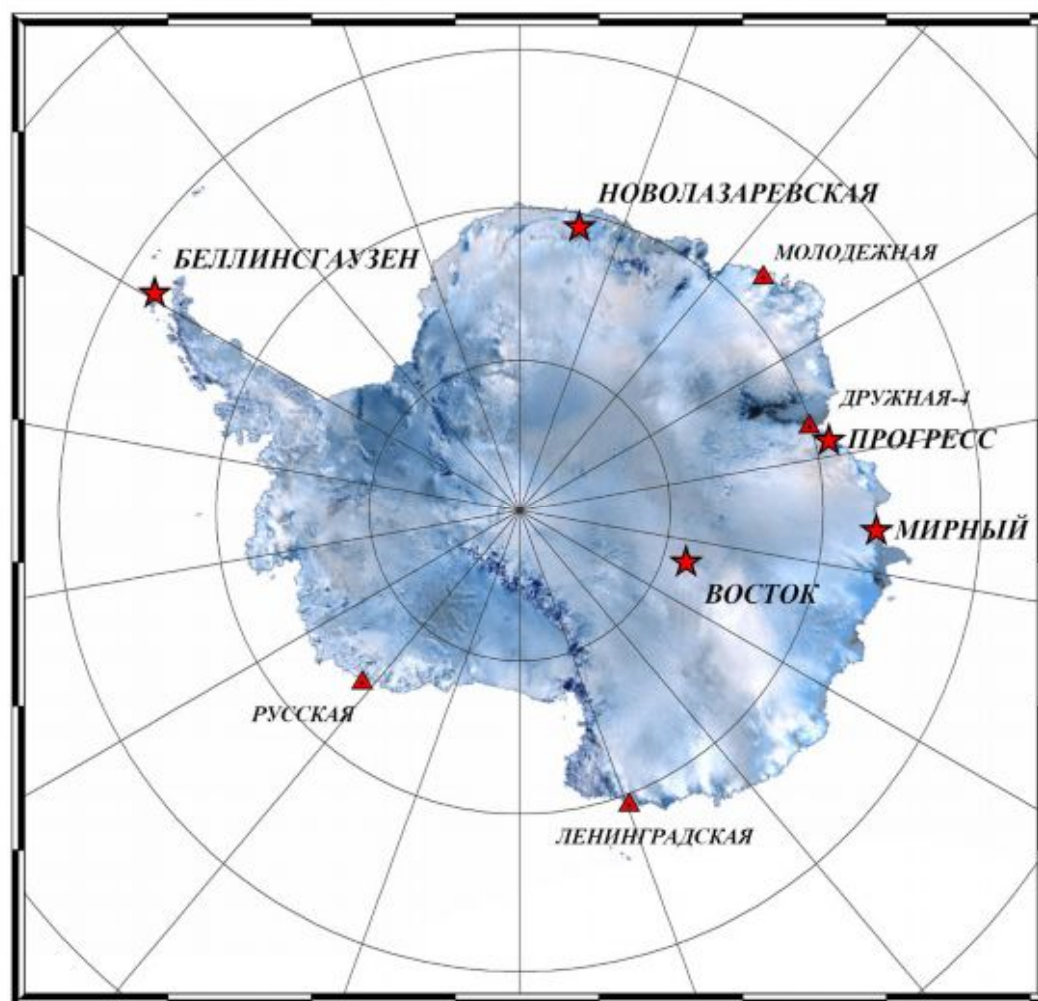 НОВОЛАЗАРЕВСКАЯ
МОЛОДЕЖНАЯ
БЕЛЛИНСГАУЗЕН
ДРУЖНАЯ-4
ПРОГРЕСС
МИРНЫЙ
ВОСТОК
РУССКАЯ
ЛЕНИНГРАДСКАЯ